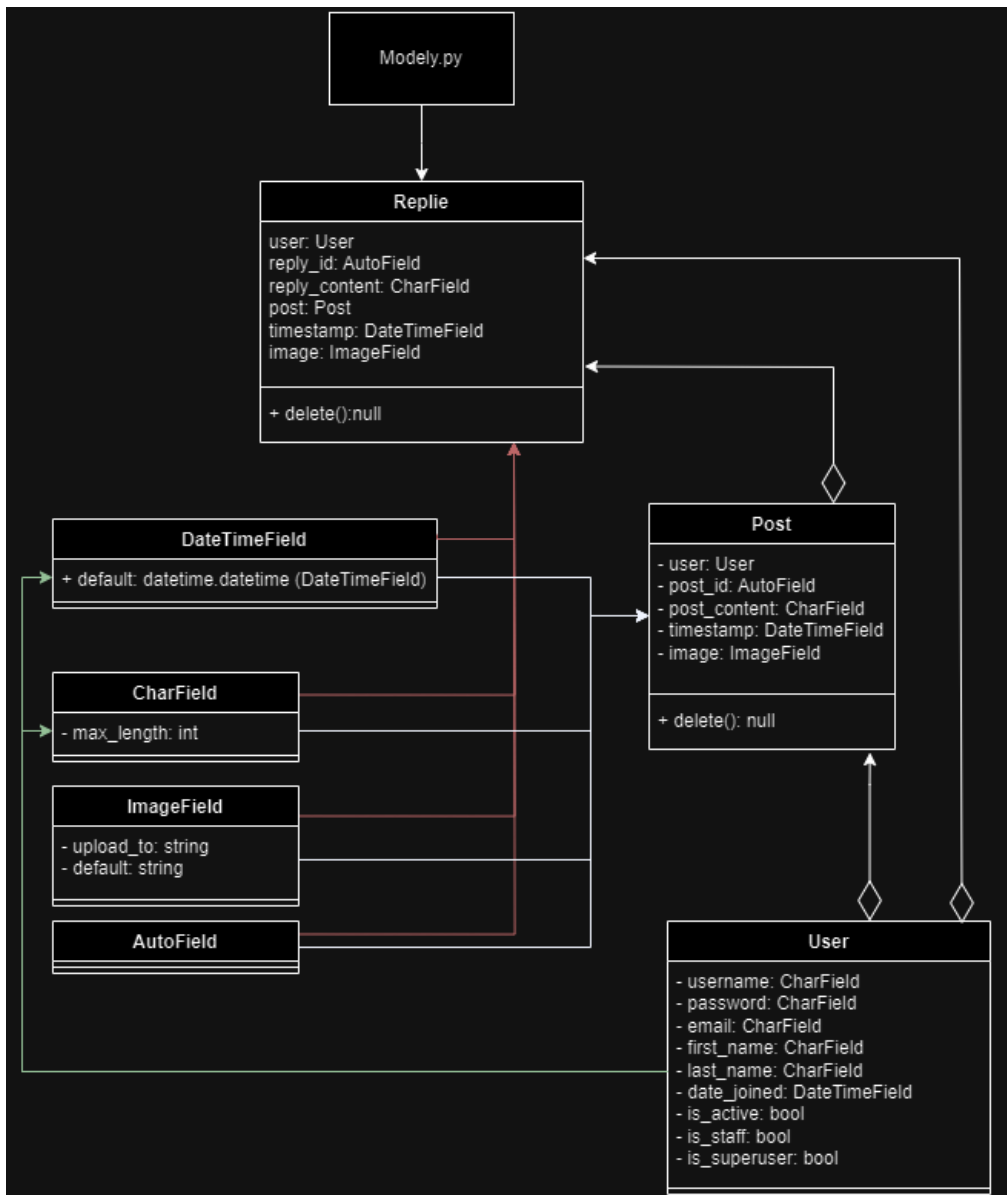 Modely.py
Replie
user: User
reply_id: AutoField
reply_content: CharField
post: Post
timestamp: DateTimeField
image: ImageField
+ delete():null
DateTimeField
+ default: datetime.datetime (DateTimeField)
CharField
- max_length: int
ImageField
- upload_to: string
- default: string
AutoField
Post
- user: User
- post_id: AutoField
- post_content: CharField
- timestamp: DateTimeField
- image: ImageField
+ delete(): null
User
- username: CharField
- password: CharField
- email: CharField
- first_name: CharField
- last_name: CharField
- date_joined: DateTimeField
- is_active: bool
- is_staff: bool
- is_superuser: bool